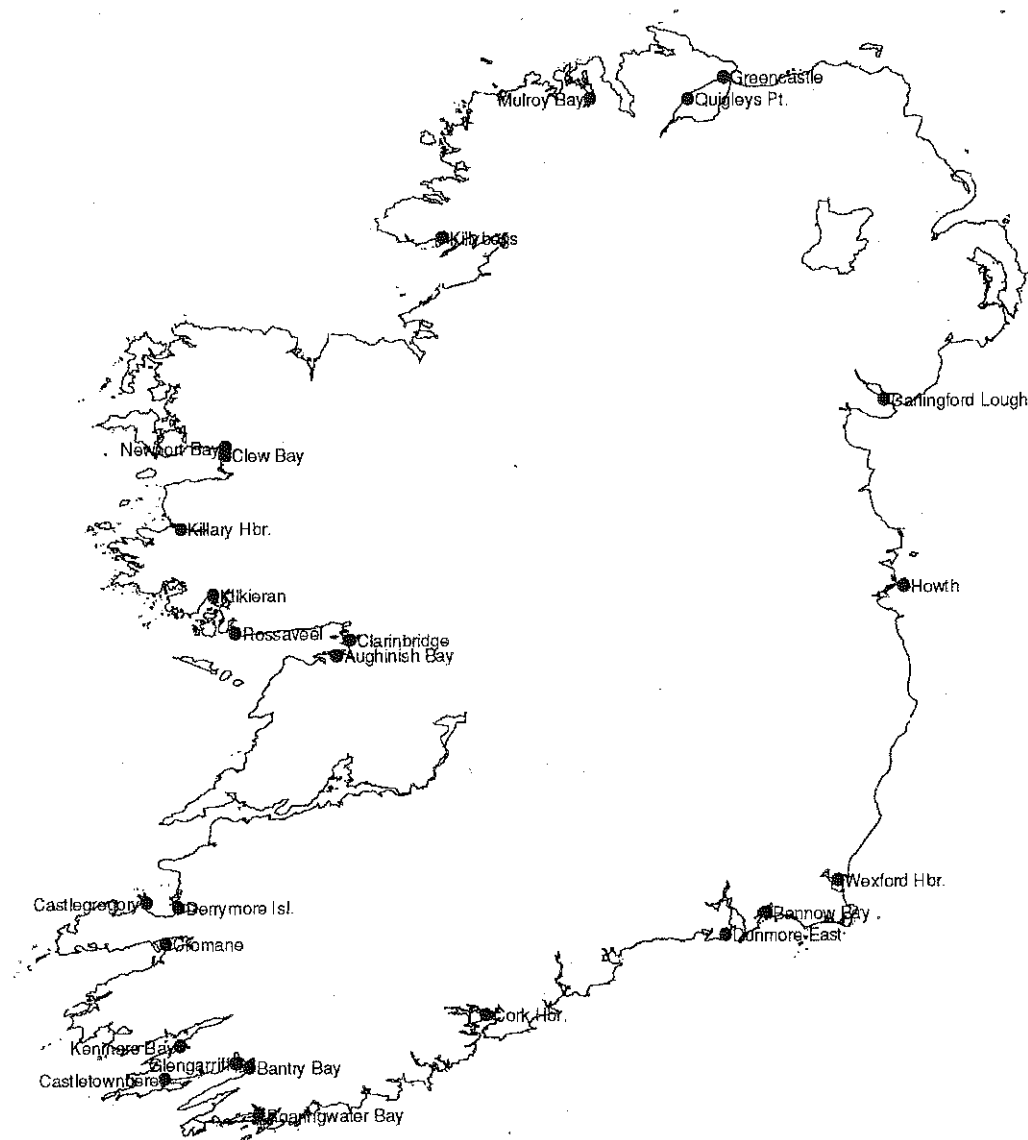 Greencastle
Mulroy Bay
Quigleys Pt.
Killybegs
Carlingford Lough
Newport Bay
Clew Bay
Killary Hbr.
Howth
Kilkieran
Rossaveel
Clarinbridge
Aughinish Bay
Wexford Hbr.
Castlegregory
Derrymore Isl.
Bannow Bay
Dunmore East
Cromane
Cork Hbr.
Kenmare Bay
Glengarriff
Bantry Bay
Castletownbere
Roaringwater Bay